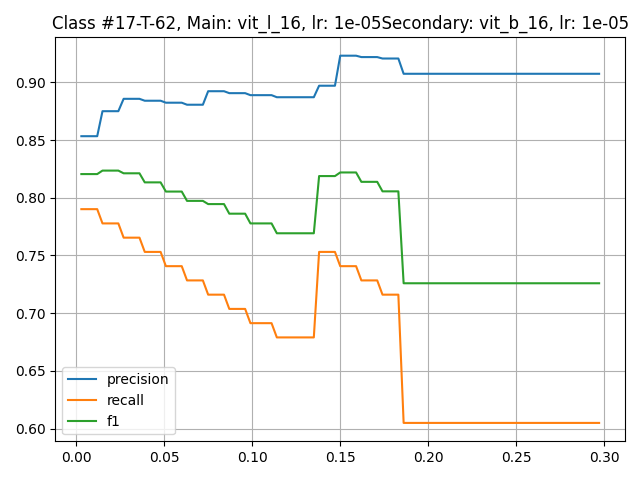 Class #17-T-62, Main: vit_l_16, lr: 1e-05Secondary: vit_b_16, lr: 1e-05
0.90
0.85
0.80
0.75
0.70
0.65
0.60
precision
recall
f1
0.00 0.05 0.10 0.15 0.20 0.25 0.30